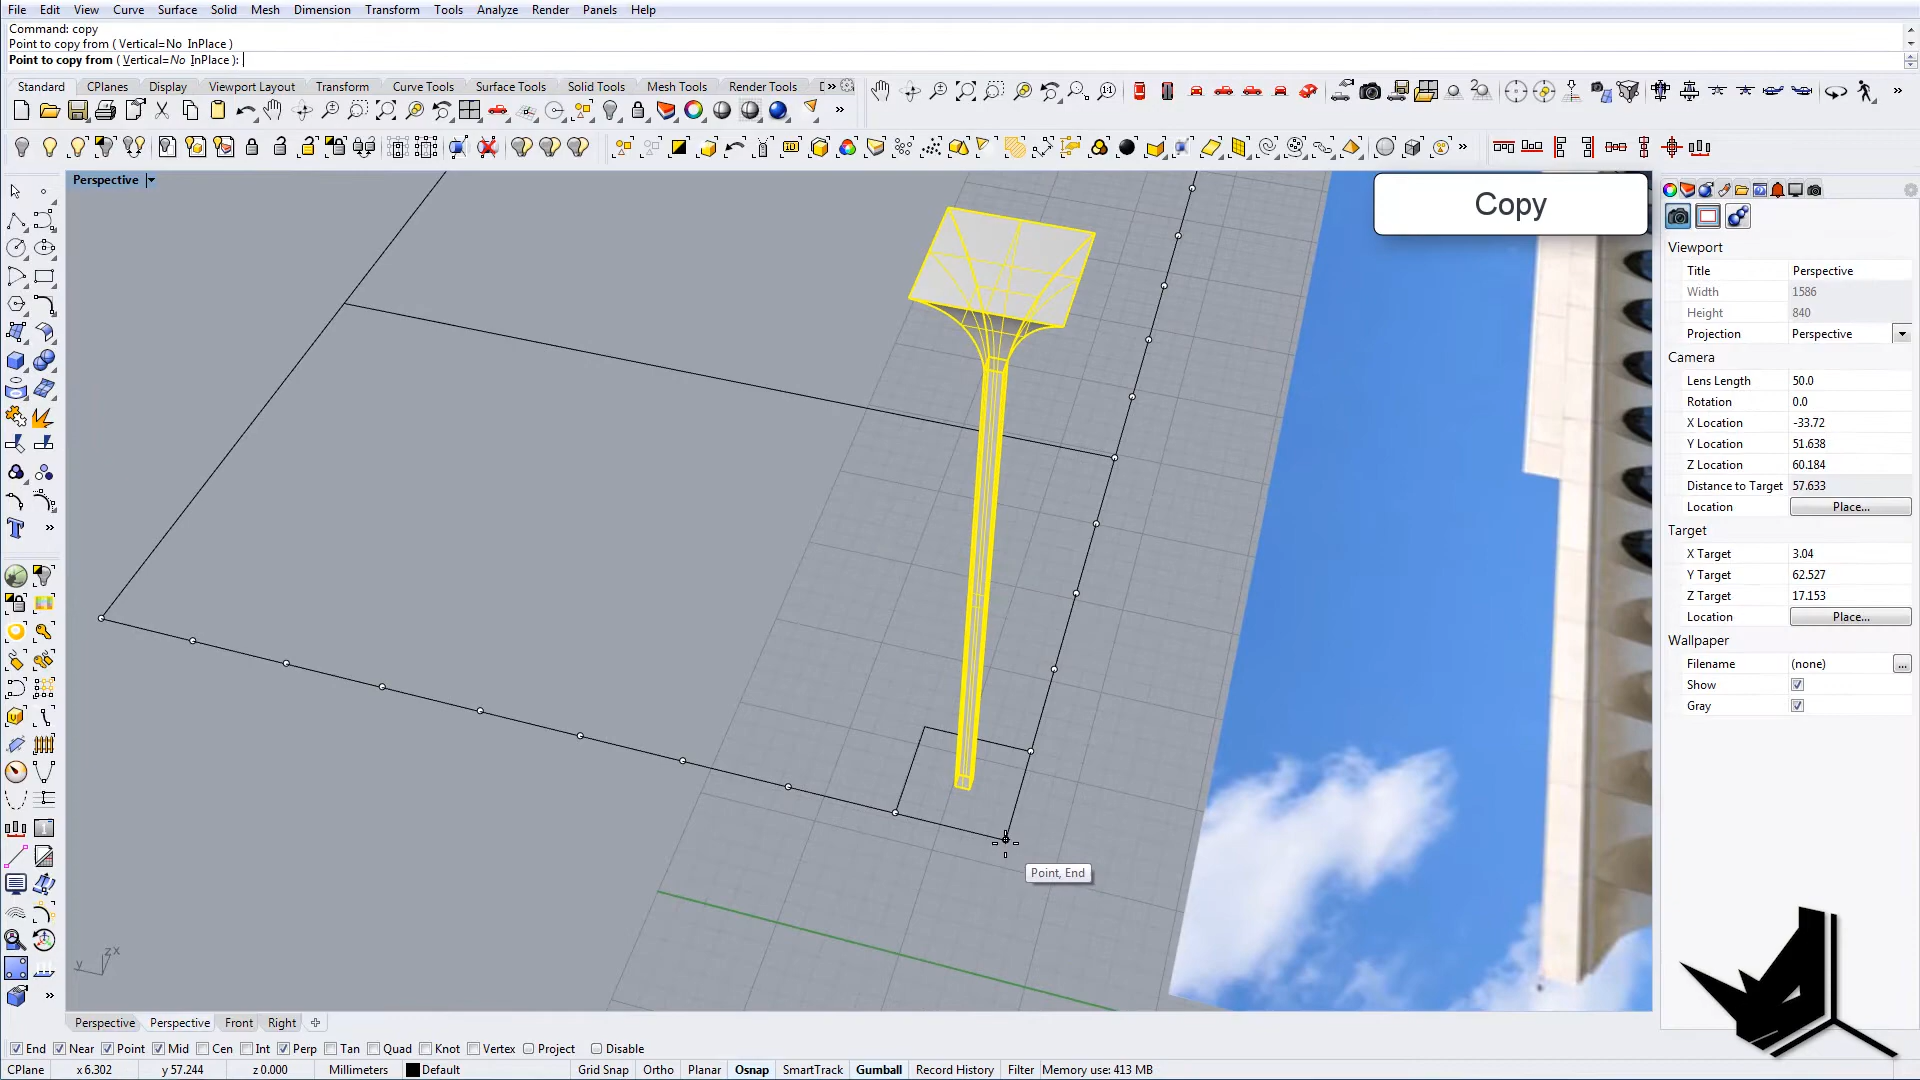 File Edit View Curve Surface Solid Mesh Dimension Transform Tools Analyze Render Panels Help
Command: copy
Point to copy from ( Vertical=No InPlace )
Point to copy from ( Vertical=No InPlace ):
Standard CPlanes Display Viewport Layout Transform Curve Tools Surface Tools Solid Tools Mesh Tools Render Tools D »
Perspective
Copy
Viewport
Title Perspective
Width 1586
Height 840
Projection Perspective
Camera
Lens Length 50.0
Rotation 0.0
X Location -33.72
Y Location 51.638
Z Location 60.184
Distance to Target 57.633
Location Place...
Target
X Target 3.04
Y Target 62.527
Z Target 17.153
Location Place...
Wallpaper
Filename (none) ...
Show
Gray
Point, End
z x
y
Perspective Perspective Front Right
End Near Point Mid Cen Int Perp Tan Quad Knot Vertex Project Disable
CPlane x 6.302 y 57.244 z 0.000 Millimeters Default Grid Snap Ortho Planar Osnap SmartTrack Gumball Record History Filter Memory use: 413 MB